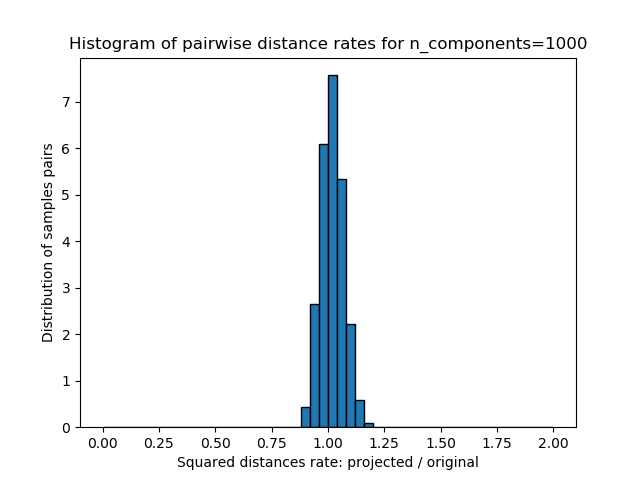 Histogram of pairwise distance rates for n_components=1000
Distribution of samples pairs
7
6
5
4
3
2
1
0
0.00 0.25 0.50 0.75 1.00 1.25 1.50 1.75 2.00
Squared distances rate: projected / original